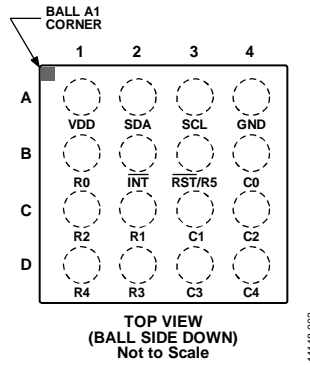 BALL A1
CORNER
1 2 3 4
A
VDD SDA SCL GND
B
R0 INT RST/R5 C0
C
R2 R1 C1 C2
D
R4 R3 C3 C4
TOP VIEW
(BALL SIDE DOWN)
Not to Scale